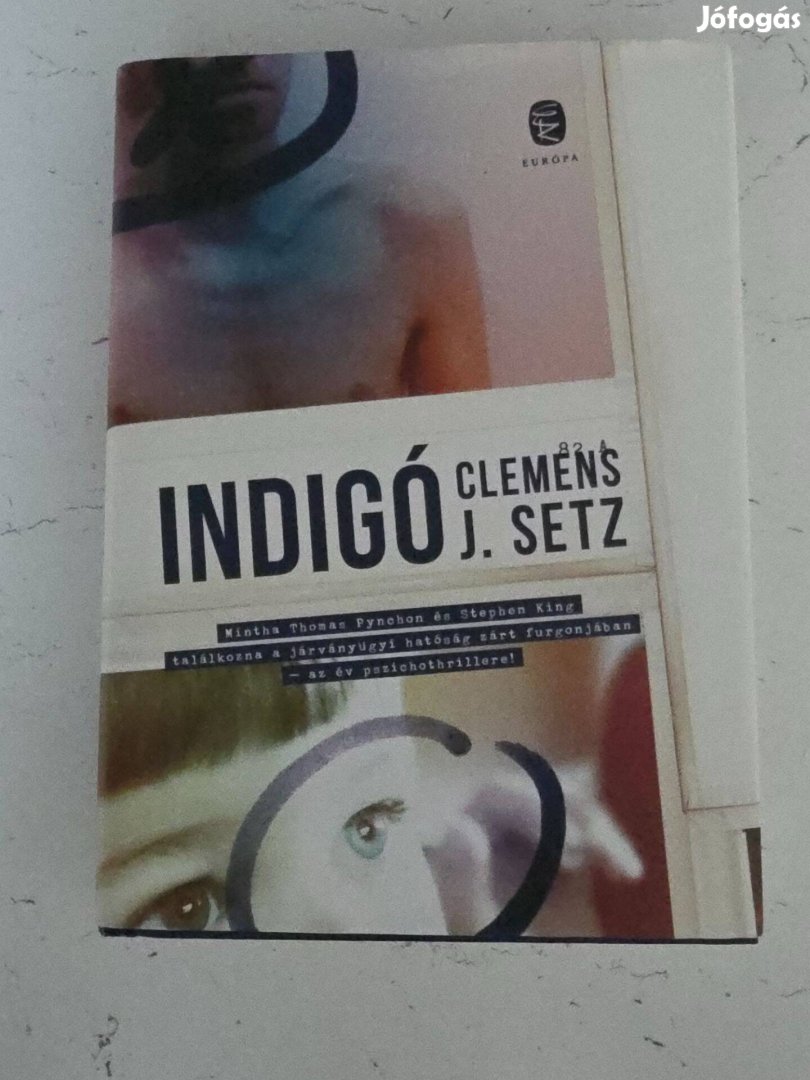 Jófogás
EURÓPA
82 A
INDIGÓ
CLEMENS
J. SETZ
Mintha Thomas Pynchon és Stephen King
találkozna a járványügyi hatóság zárt furgonjában
— az év pszichothrillere!